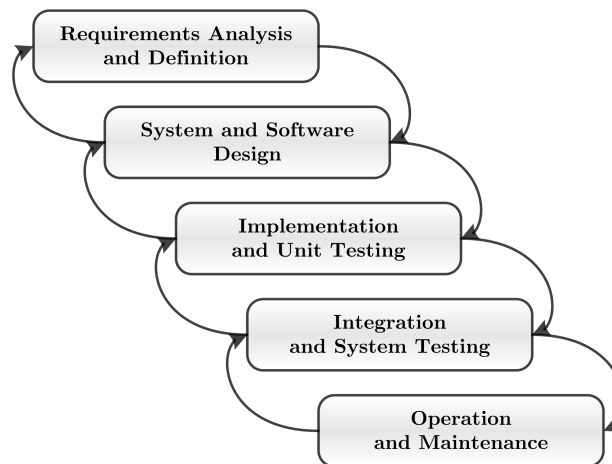 Requirements Analysis
and Definition
System and Software
Design
Implementation
and Unit Testing
Integration
and System Testing
Operation
and Maintenance